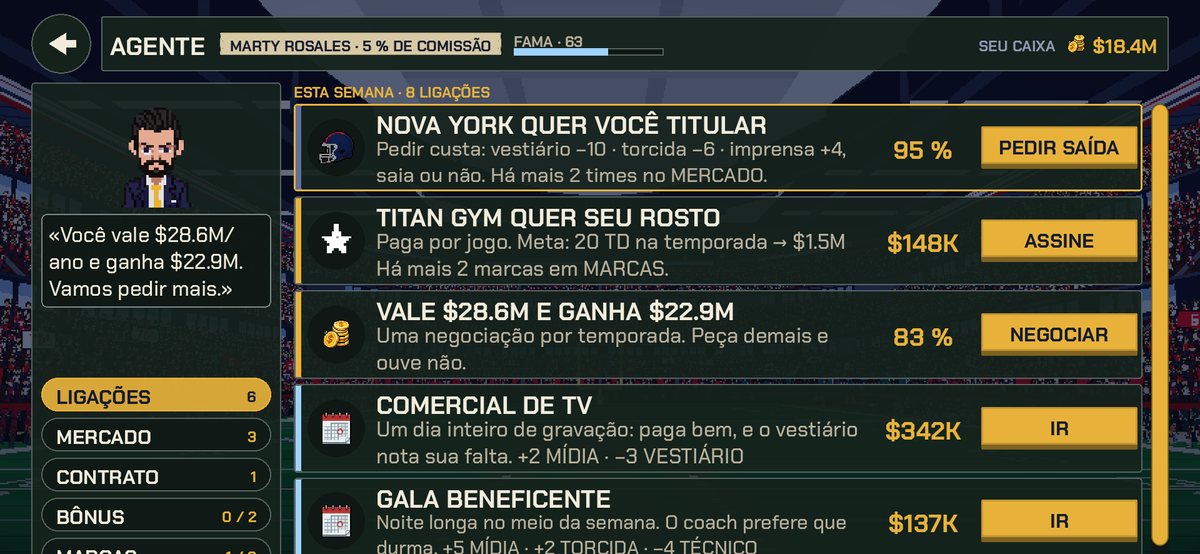 AGENTE
MARTY ROSALES · 5 % DE COMISSÃO
FAMA · 63
SEU CAIXA
$18.4M
«Você vale $28.6M/
ano e ganha $22.9M.
Vamos pedir mais.»
LIGAÇÕES 6
MERCADO 3
CONTRATO 1
BÔNUS 0 / 2
ESTA SEMANA · 8 LIGAÇÕES
NOVA YORK QUER VOCÊ TITULAR
Pedir custa: vestiário −10 · torcida −6 · imprensa +4,
saia ou não. Há mais 2 times no MERCADO.
95 %
PEDIR SAÍDA
TITAN GYM QUER SEU ROSTO
Paga por jogo. Meta: 20 TD na temporada → $1.5M
Há mais 2 marcas em MARCAS.
$148K
ASSINE
VALE $28.6M E GANHA $22.9M
Uma negociação por temporada. Peça demais e
ouve não.
83 %
NEGOCIAR
COMERCIAL DE TV
Um dia inteiro de gravação: paga bem, e o vestiário
nota sua falta. +2 MÍDIA · −3 VESTIÁRIO
$342K
IR
GALA BENEFICENTE
Noite longa no meio da semana. O coach prefere que
durma. +5 MÍDIA · +2 TORCIDA · −4 TÉCNICO
$137K
IR